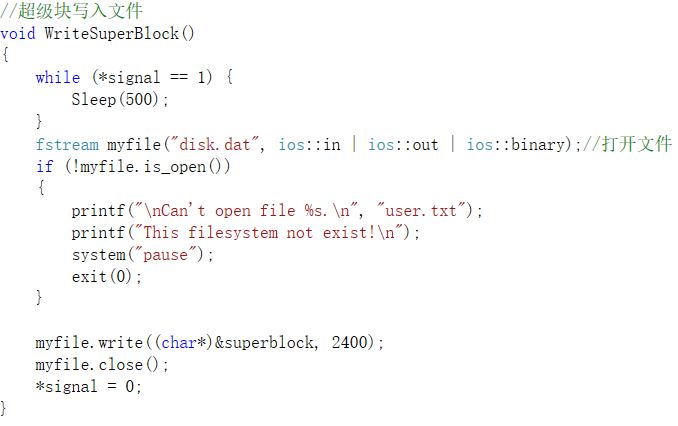 //超级块写入文件
void WriteSuperBlock()
{
    while (*signal == 1) {
        Sleep(500);
    }
    fstream myfile("disk.dat", ios::in | ios::out | ios::binary);//打开文件
    if (!myfile.is_open())
    {
        printf("\nCan't open file %s.\n", "user.txt");
        printf("This filesystem not exist!\n");
        system("pause");
        exit(0);
    }

    myfile.write((char*)&superblock, 2400);
    myfile.close();
    *signal = 0;
}